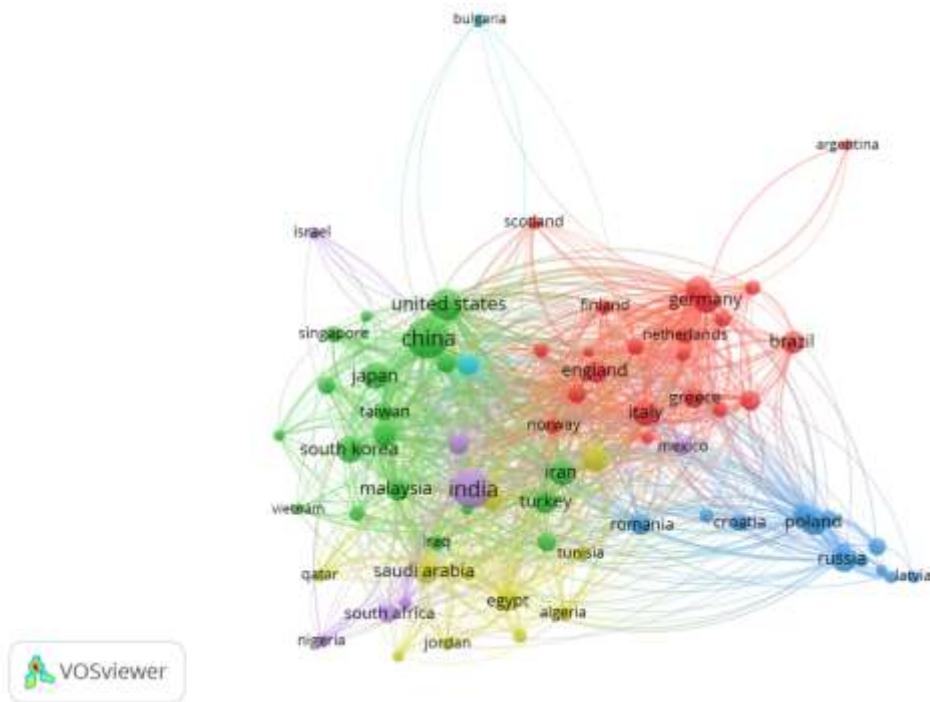 bulgaria
argentina
scotland
israel
united states
finland
germany
singapore
china
netherlands
brazil
england
japan
greece
taiwan
italy
norway
south korea
mexico
iran
malaysia
india
turkey
vietnam
romania
croatia
poland
iraq
tunisia
russia
qatar
saudi arabia
latvia
egypt
south africa
algeria
nigeria
jordan
VOSviewer